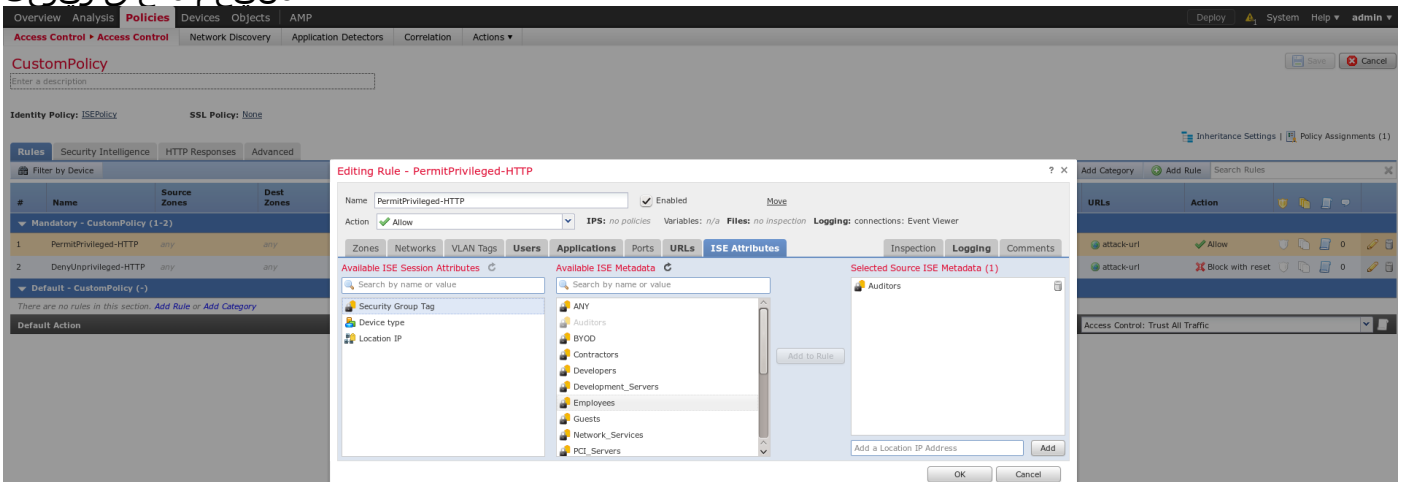 Overview Analysis Policies Devices Objects AMP Deploy 1 System Help ▾ admin ▾
Access Control ▸ Access Control Network Discovery Application Detectors Correlation Actions ▾
CustomPolicy Save Cancel
Enter a description
Identity Policy: ISEPolicy SSL Policy: None
Inheritance Settings | Policy Assignments (1)
Rules Security Intelligence HTTP Responses Advanced
Filter by Device Add Category Add Rule Search Rules
# Name Source Zones Dest Zones URLs Action
Mandatory - CustomPolicy (1-2)
1 PermitPrivileged-HTTP any any attack-url Allow 0
2 DenyUnprivileged-HTTP any any attack-url Block with reset 0
Default - CustomPolicy (-)
There are no rules in this section. Add Rule or Add Category
Default Action Access Control: Trust All Traffic
Editing Rule - PermitPrivileged-HTTP ? ×
Name PermitPrivileged-HTTP Enabled Move
Action Allow IPS: no policies Variables: n/a Files: no inspection Logging: connections: Event Viewer
Zones Networks VLAN Tags Users Applications Ports URLs ISE Attributes Inspection Logging Comments
Available ISE Session Attributes Available ISE Metadata Selected Source ISE Metadata (1)
Search by name or value Search by name or value Auditors
Security Group Tag ANY
Device type Auditors
Location IP BYOD
Contractors Add to Rule
Developers
Development_Servers
Employees
Guests
Network_Services
PCI_Servers Add a Location IP Address Add
OK Cancel